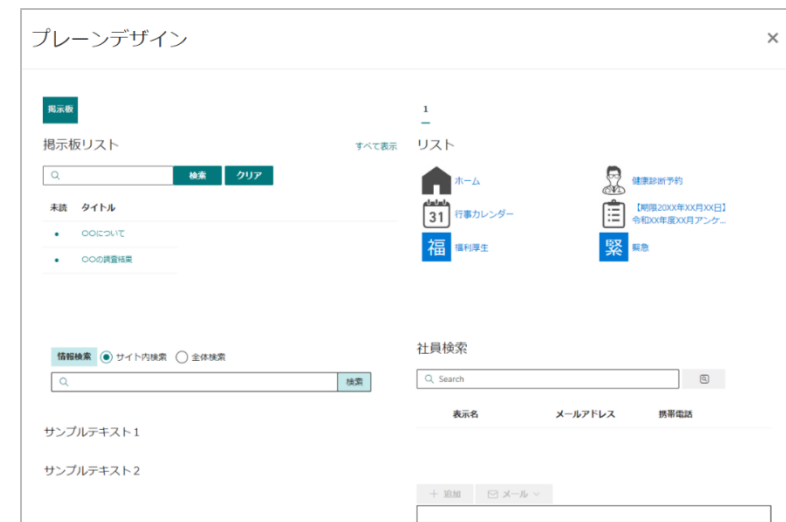 プレーンデザイン
掲示板
掲示板リスト
すべて表示
検索 クリア
未読 タイトル
〇〇について
〇〇の調査結果
1
リスト
ホーム
健康診断予約
31 行事カレンダー
【期限20XX年XX月XX日】
令和XX年度XX月アンケ...
福 福利厚生
緊 緊急
情報検索 サイト内検索 全体検索
検索
サンプルテキスト1
サンプルテキスト2
社員検索
Search
表示名 メールアドレス 携帯電話
追加 メール